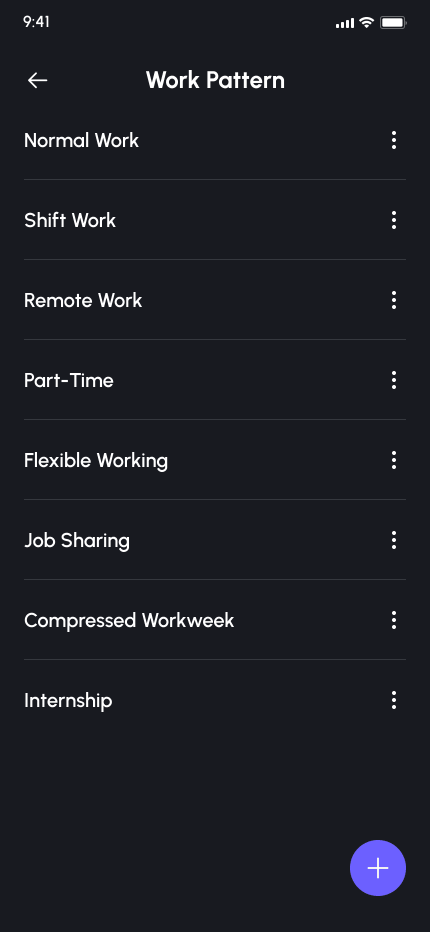 9:41
Work Pattern
Normal Work
Shift Work
Remote Work
Part-Time
Flexible Working
Job Sharing
Compressed Workweek
Internship